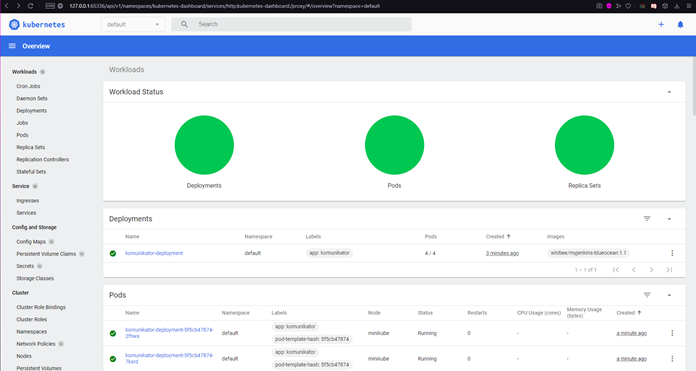 127.0.0.1:65336/api/v1/namespaces/kubernetes-dashboard/services/http:kubernetes-dashboard:/proxy/#/overview?namespace=default
kubernetes
default
Search
Overview
Workloads N
Cron Jobs
Daemon Sets
Deployments
Jobs
Pods
Replica Sets
Replication Controllers
Stateful Sets
Service N
Ingresses
Services
Config and Storage
Config Maps N
Persistent Volume Claims N
Secrets N
Storage Classes
Cluster
Cluster Role Bindings
Cluster Roles
Namespaces
Network Policies N
Nodes
Persistent Volumes
Workloads
Workload Status
Deployments
Pods
Replica Sets
Deployments
Name Namespace Labels Pods Created Images
komunikator-deployment default app: komunikator 4 / 4 3 minutes ago whitiee/myjenkins-blueocean:1.1
1 – 1 of 1
Pods
Name Namespace Labels Node Status Restarts CPU Usage (cores) Memory Usage (bytes) Created
komunikator-deployment-5f5cb47874-
default app: komunikator
pod-template-hash: 5f5cb47874
minikube Running 0 - - a minute ago
komunikator-deployment-5f5cb47874-
default app: komunikator
pod-template-hash: 5f5cb47874
minikube Running 0 - - a minute ago